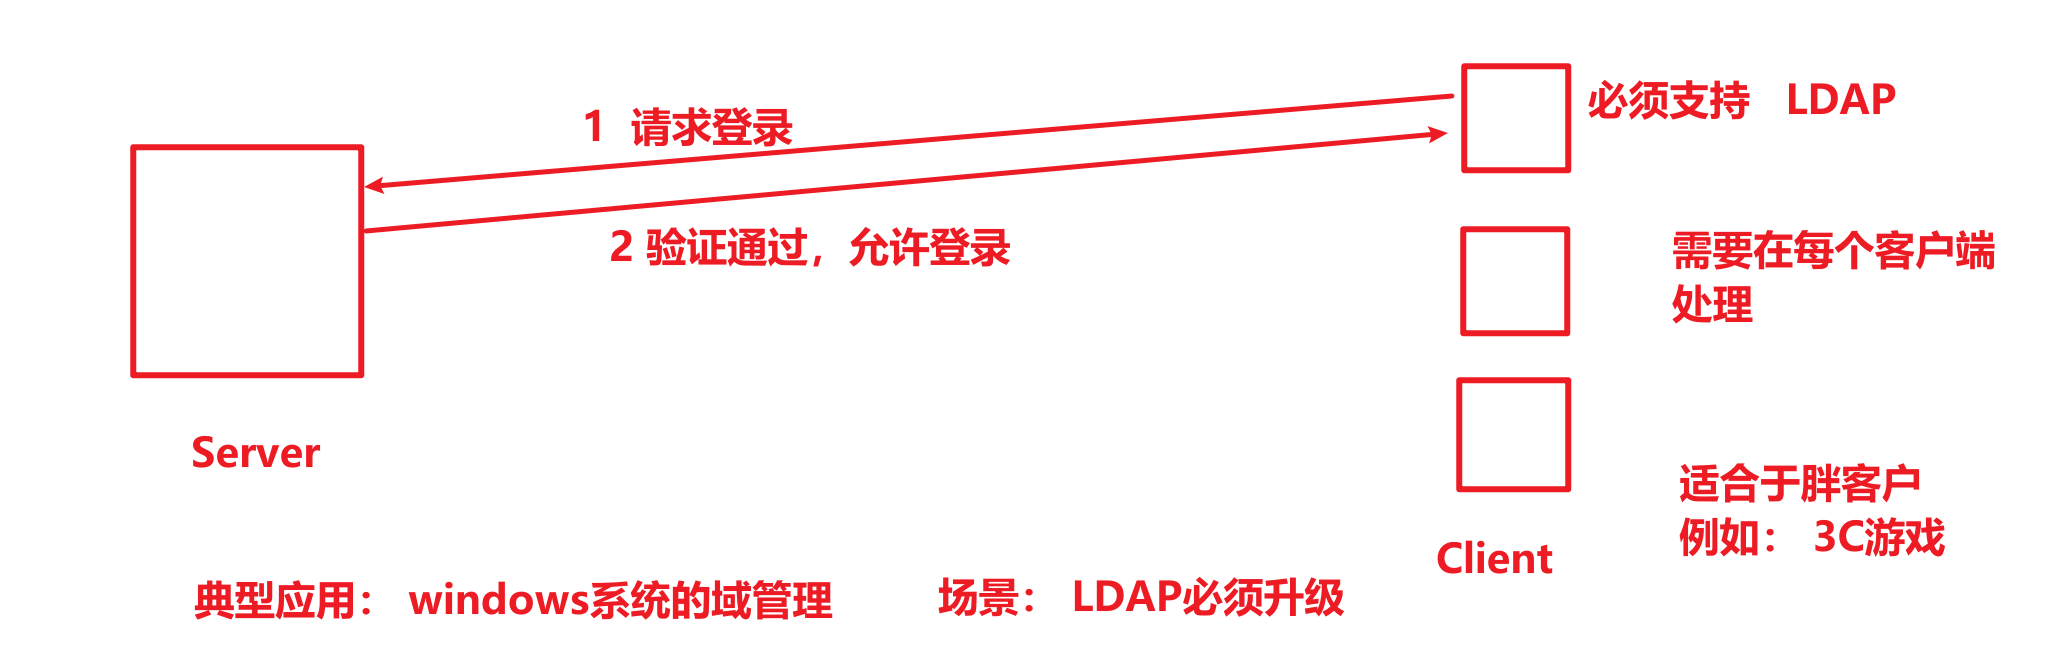 必须支持 LDAP
1 请求登录
2 验证通过，允许登录
需要在每个客户端
处理
Server
适合于胖客户
例如： 3C游戏
Client
典型应用： windows系统的域管理
场景： LDAP必须升级